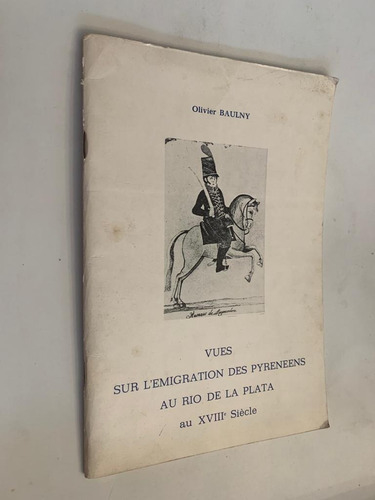 Olivier BAULNY
VUES
SUR L'EMIGRATION DES PYRENEENS
AU RIO DE LA PLATA
au XVIIIe Siècle